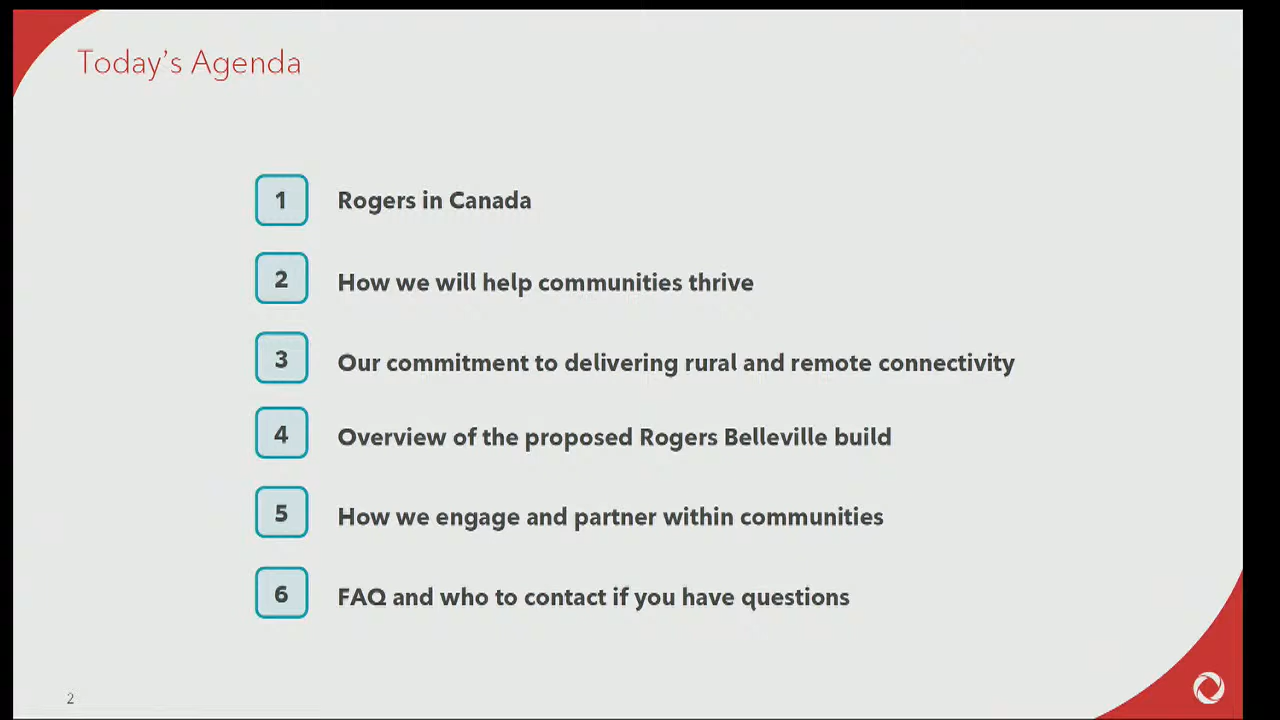 Today's Agenda
1 Rogers in Canada
2 How we will help communities thrive
3 Our commitment to delivering rural and remote connectivity
4 Overview of the proposed Rogers Belleville build
5 How we engage and partner within communities
6 FAQ and who to contact if you have questions
2